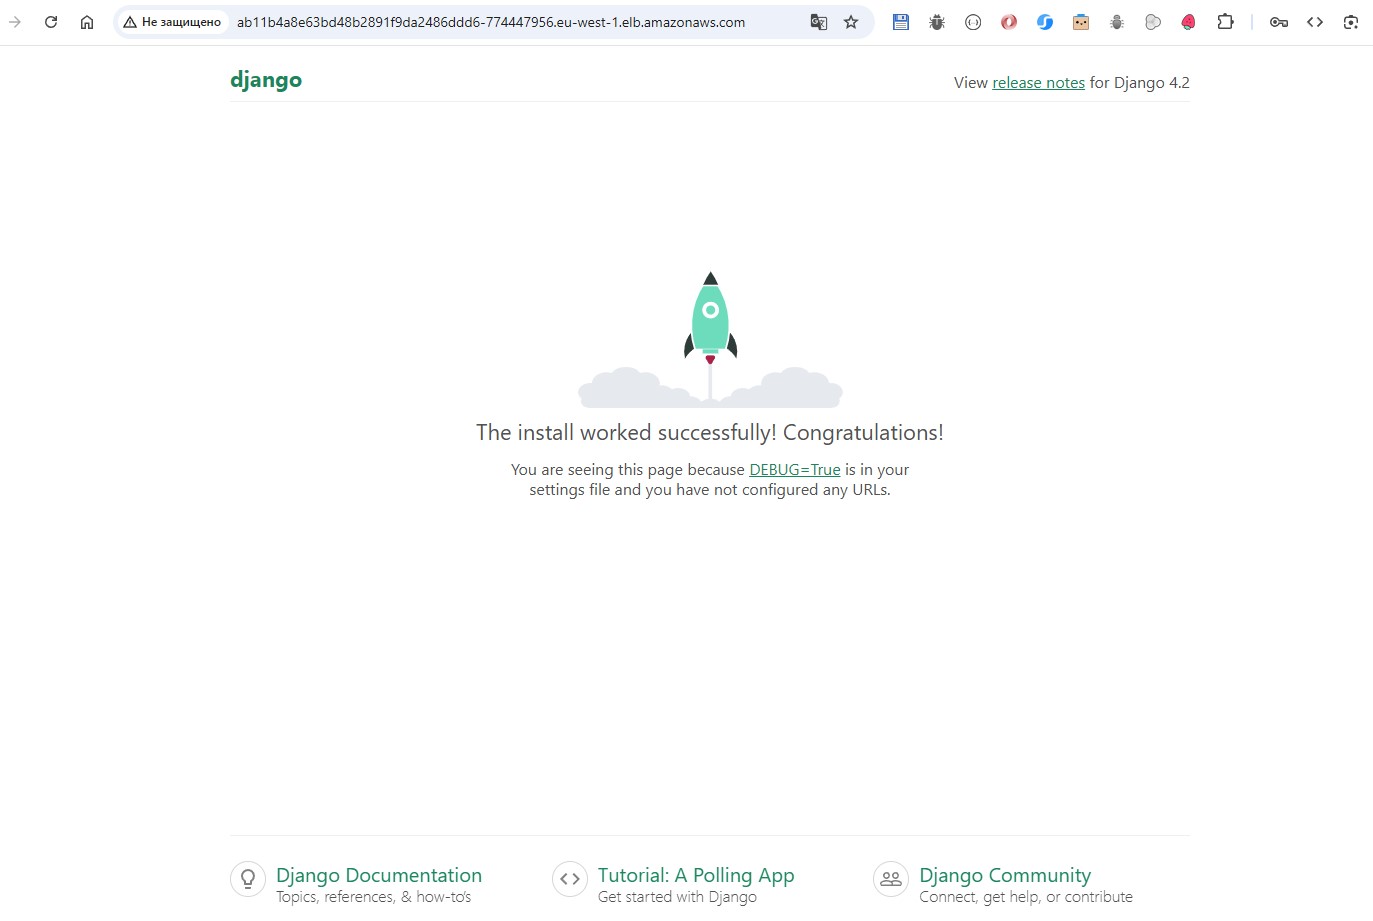 Не защищено
ab11b4a8e63bd48b2891f9da2486ddd6-774447956.eu-west-1.elb.amazonaws.com
django
View release notes for Django 4.2
The install worked successfully! Congratulations!
You are seeing this page because DEBUG=True is in your
settings file and you have not configured any URLs.
Django Documentation
Topics, references, & how-to's
Tutorial: A Polling App
Get started with Django
Django Community
Connect, get help, or contribute